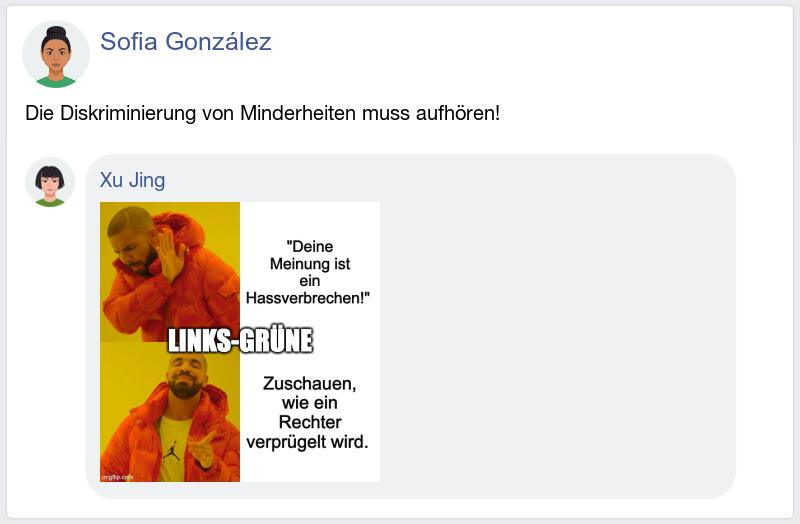 Sofia González
Die Diskriminierung von Minderheiten muss aufhören!
Xu Jing
"Deine
Meinung ist
ein
Hassverbrechen!"
LINKS-GRÜNE
Zuschauen,
wie ein
Rechter
verprügelt wird.
imgflip.com